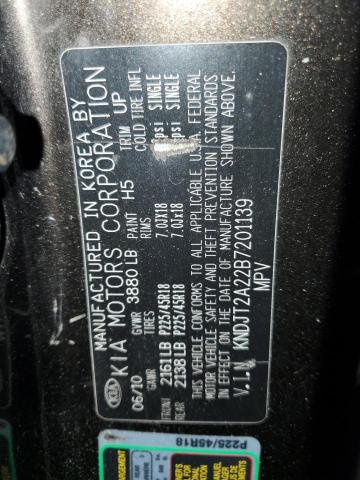 MANUFACTURED IN KOREA BY
KIA KIA MOTORS CORPORATION
06/10 GVWR 3880LB PAINT H5 TRIM UP
GAWR TIRES RIMS COLD TIRE INFL
FRONT 2161LB P225/45R18 7.0JX18 psi SINGLE
REAR 2138LB P225/45R18 7.0Jx18 psi SINGLE
THIS VEHICLE CONFORMS TO ALL APPLICABLE U.S.A. FEDERAL
MOTOR VEHICLE SAFETY AND THEFT PREVENTION STANDARDS
IN EFFECT ON THE DATE OF MANUFACTURE SHOWN ABOVE.
V.I.N. KNDJT2A22B7201139
MPV
P225/45R18
REAR